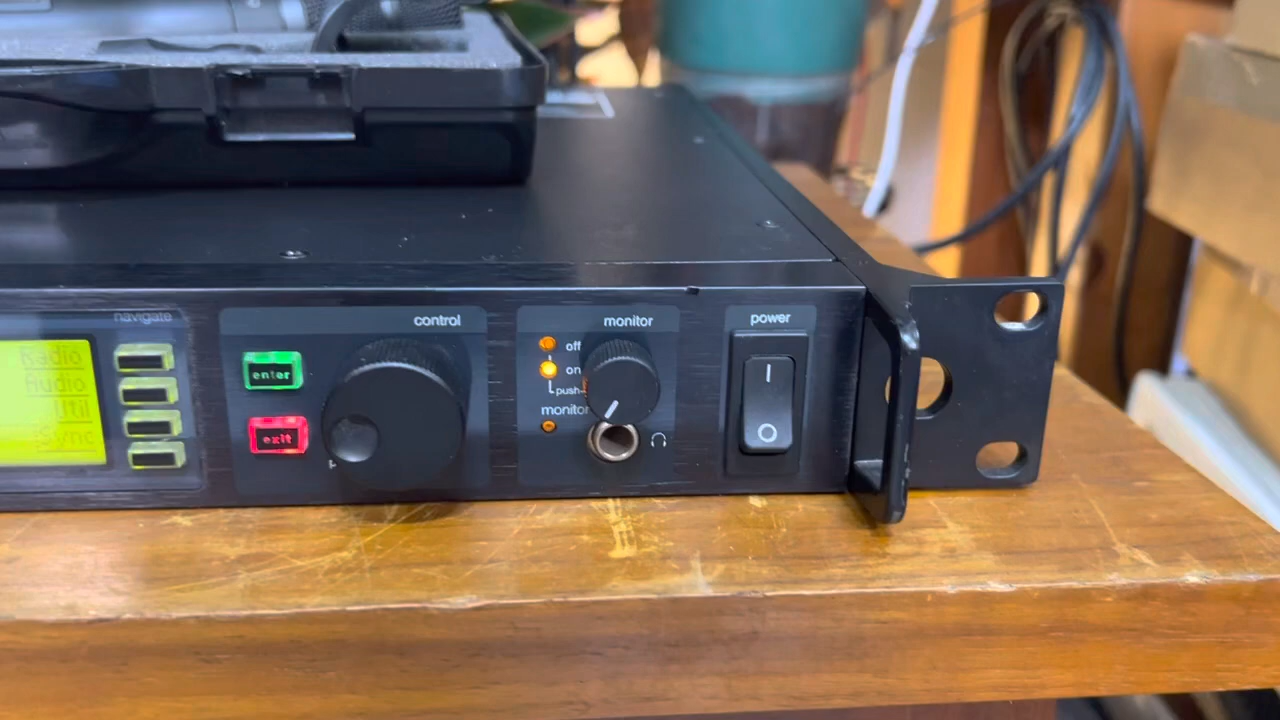 navigate
Radio
Audio
Util
Sync
control
enter
exit
monitor
off
on
push
monitor
power
I
O